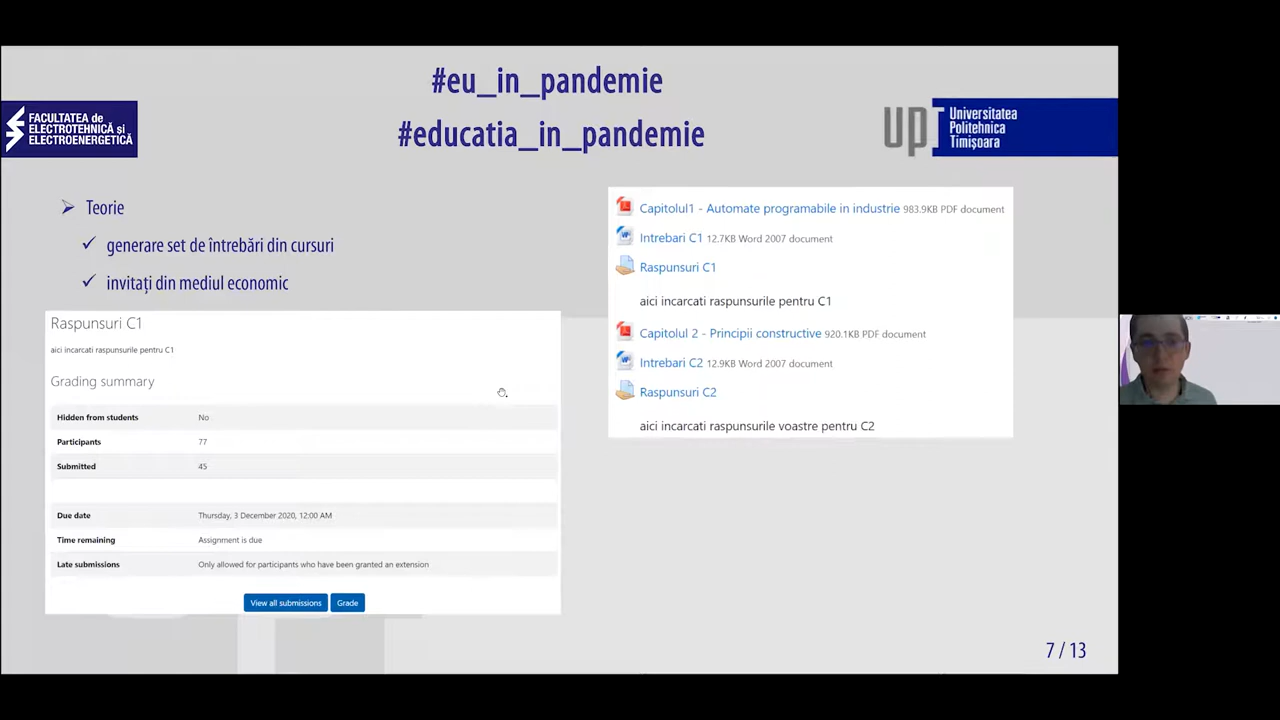 #eu_in_pandemie
#educatia_in_pandemie
FACULTATEA de
ELECTROTEHNICĂ și
ELECTROENERGETICĂ
UPT
Universitatea
Politehnica
Timișoara
Teorie
generare set de întrebări din cursuri
invitați din mediul economic
Raspunsuri C1
aici incarcati raspunsurile pentru C1
Grading summary
Hidden from students No
Participants 77
Submitted 45
Due date Thursday, 3 December 2020, 12:00 AM
Time remaining Assignment is due
Late submissions Only allowed for participants who have been granted an extension
View all submissions Grade
Capitolul1 - Automate programabile in industrie 983.9KB PDF document
Intrebari C1 12.7KB Word 2007 document
Raspunsuri C1
aici incarcati raspunsurile pentru C1
Capitolul 2 - Principii constructive 920.1KB PDF document
Intrebari C2 12.9KB Word 2007 document
Raspunsuri C2
aici incarcati raspunsurile voastre pentru C2
7 / 13